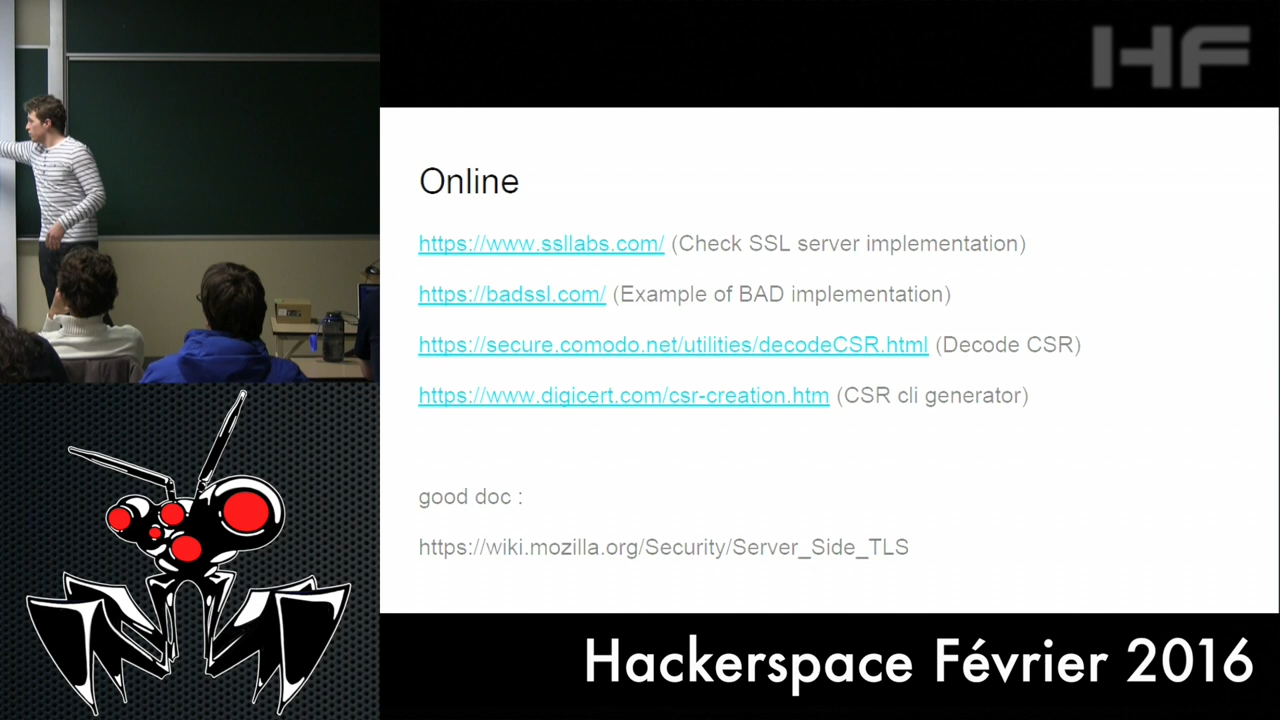 HF
Online
https://www.ssllabs.com/ (Check SSL server implementation)
https://badssl.com/ (Example of BAD implementation)
https://secure.comodo.net/utilities/decodeCSR.html (Decode CSR)
https://www.digicert.com/csr-creation.htm (CSR cli generator)
good doc :
https://wiki.mozilla.org/Security/Server_Side_TLS
Hackerspace Février 2016